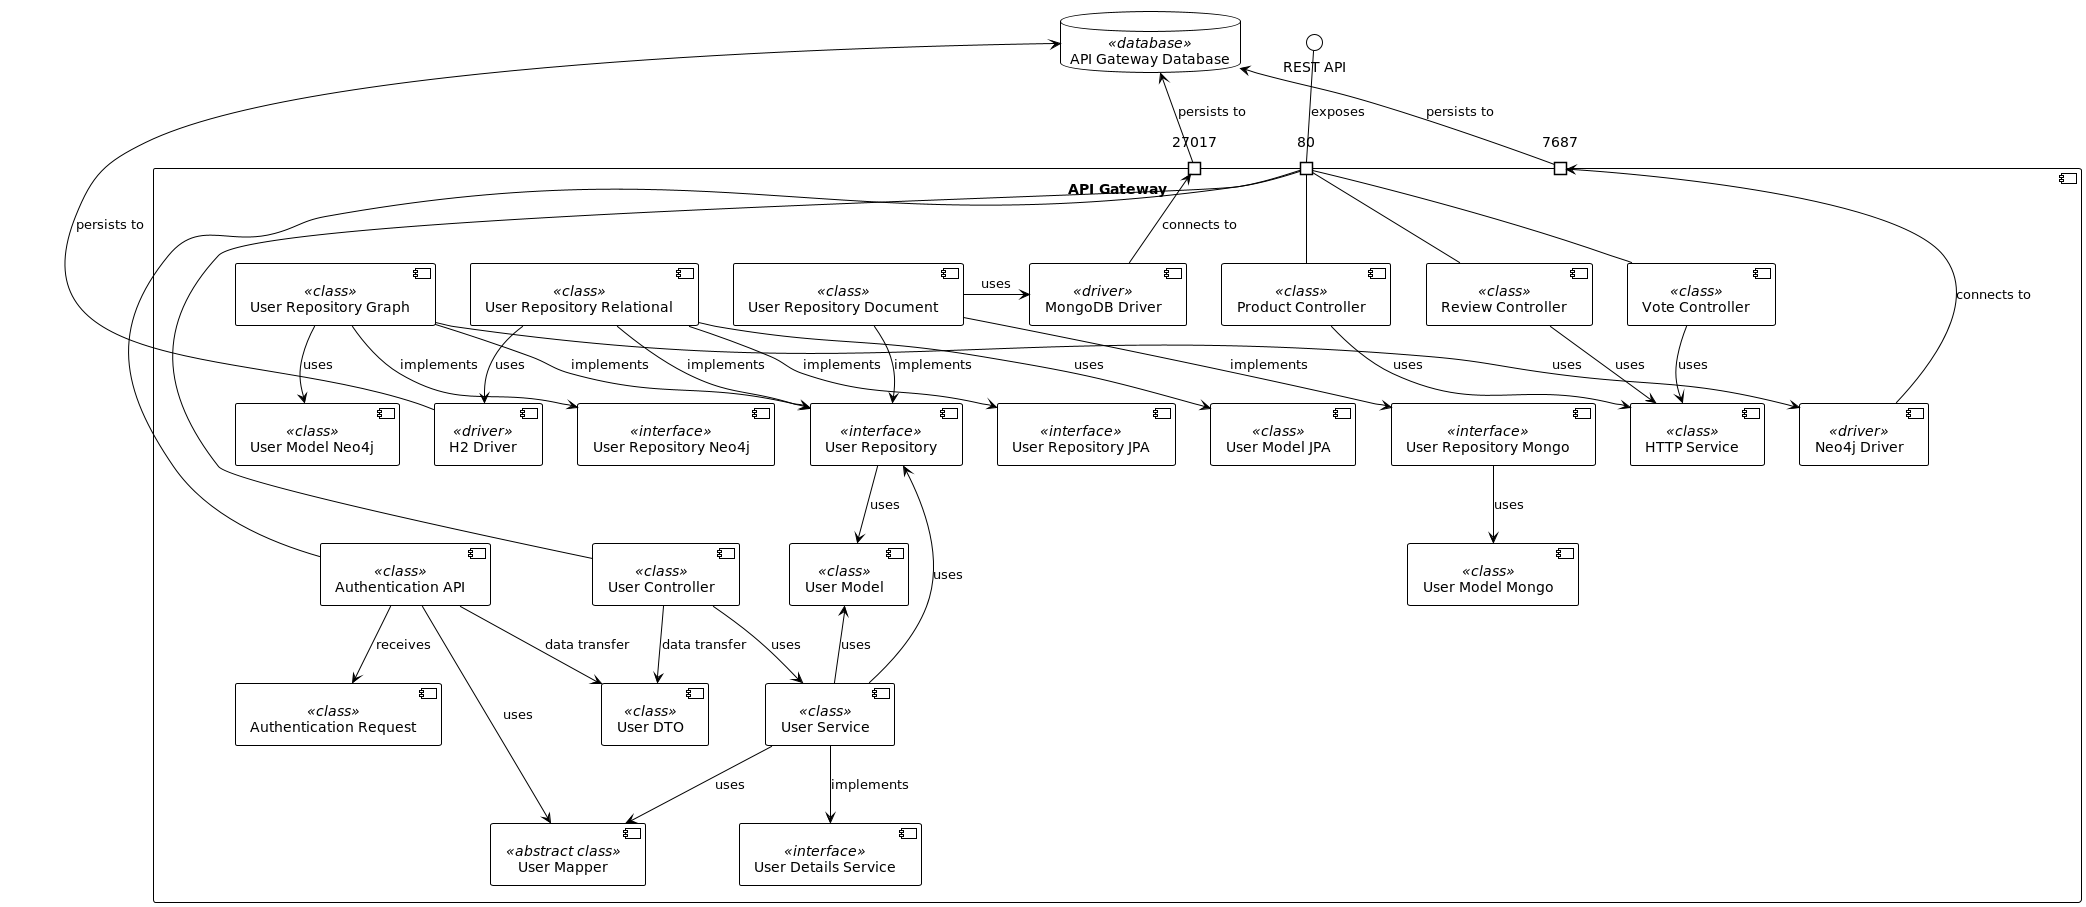 «database»
API Gateway Database
REST API
persists to
exposes
persists to
27017
80
7687
API Gateway
persists to
connects to
connects to
«class»
User Repository Graph
«class»
User Repository Relational
«class»
User Repository Document
uses
«driver»
MongoDB Driver
«class»
Product Controller
«class»
Review Controller
«class»
Vote Controller
uses
implements
uses
implements
implements
implements
implements
uses
implements
uses
uses
uses
uses
«class»
User Model Neo4j
«driver»
H2 Driver
«interface»
User Repository Neo4j
«interface»
User Repository
«interface»
User Repository JPA
«class»
User Model JPA
«interface»
User Repository Mongo
«class»
HTTP Service
«driver»
Neo4j Driver
uses
uses
«class»
Authentication API
«class»
User Controller
«class»
User Model
uses
«class»
User Model Mongo
receives
data transfer
data transfer
uses
uses
«class»
Authentication Request
uses
«class»
User DTO
«class»
User Service
uses
implements
«abstract class»
User Mapper
«interface»
User Details Service